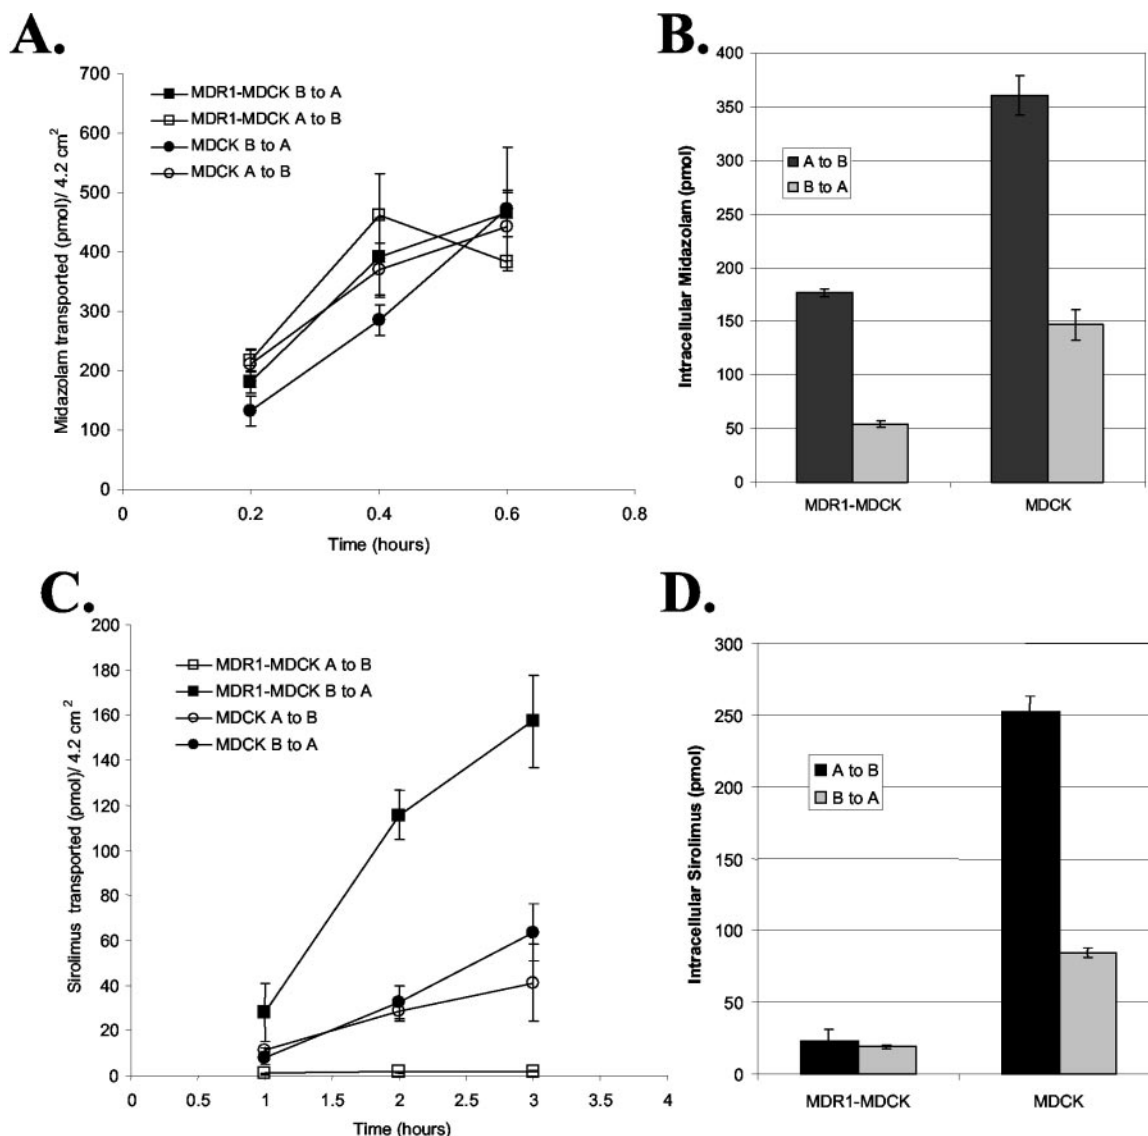 A.
Midazolam transported (pmol)/ 4.2 cm²
700
600
500
400
300
200
100
0
MDR1-MDCK B to A
MDR1-MDCK A to B
MDCK B to A
MDCK A to B
0
0.2
0.4
0.6
0.8
Time (hours)
B.
Intracellular Midazolam (pmol)
400
350
300
250
200
150
100
50
0
A to B
B to A
MDR1-MDCK
MDCK
C.
Sirolimus transported (pmol)/ 4.2 cm²
200
180
160
140
120
100
80
60
40
20
0
MDR1-MDCK A to B
MDR1-MDCK B to A
MDCK A to B
MDCK B to A
0
0.5
1
1.5
2
2.5
3
3.5
4
Time (hours)
D.
Intracellular Sirolimus (pmol)
300
250
200
150
100
50
0
A to B
B to A
MDR1-MDCK
MDCK